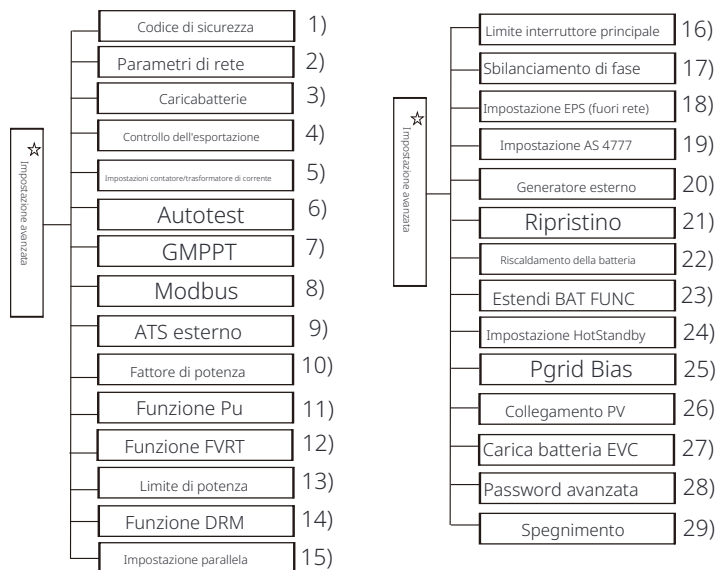 ☆ Impostazione avanzata
Codice di sicurezza 1)
Parametri di rete 2)
Caricabatterie 3)
Controllo dell'esportazione 4)
Impostazioni contatore/trasformatore di corrente 5)
Autotest 6)
GMPPT 7)
Modbus 8)
ATS esterno 9)
Fattore di potenza 10)
Funzione Pu 11)
Funzione FVRT 12)
Limite di potenza 13)
Funzione DRM 14)
Impostazione parallela 15)
☆ Impostazione avanzata
Limite interruttore principale 16)
Sbilanciamento di fase 17)
Impostazione EPS (fuori rete) 18)
Impostazione AS 4777 19)
Generatore esterno 20)
Ripristino 21)
Riscaldamento della batteria 22)
Estendi BAT FUNC 23)
Impostazione HotStandby 24)
Pgrid Bias 25)
Collegamento PV 26)
Carica batteria EVC 27)
Password avanzata 28)
Spegnimento 29)